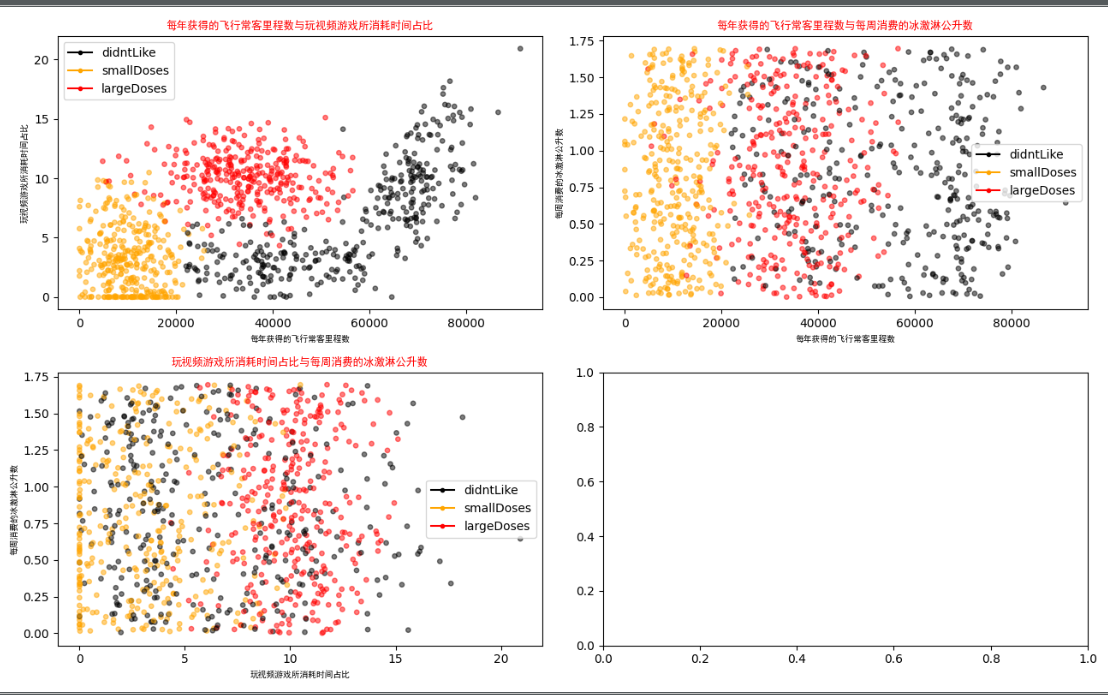 每年获得的飞行常客里程数与玩视频游戏所消耗时间占比
玩视频游戏所消耗时间占比
20
15
10
5
0
didntLike
smallDoses
largeDoses
0 20000 40000 60000 80000
每年获得的飞行常客里程数
每年获得的飞行常客里程数与每周消费的冰激淋公升数
每周消费的冰激淋公升数
1.75
1.50
1.25
1.00
0.75
0.50
0.25
0.00
didntLike
smallDoses
largeDoses
0 20000 40000 60000 80000
每年获得的飞行常客里程数
玩视频游戏所消耗时间占比与每周消费的冰激淋公升数
每周消费的冰激淋公升数
1.75
1.50
1.25
1.00
0.75
0.50
0.25
0.00
didntLike
smallDoses
largeDoses
0 5 10 15 20
玩视频游戏所消耗时间占比
1.0
0.8
0.6
0.4
0.2
0.0
0.0 0.2 0.4 0.6 0.8 1.0